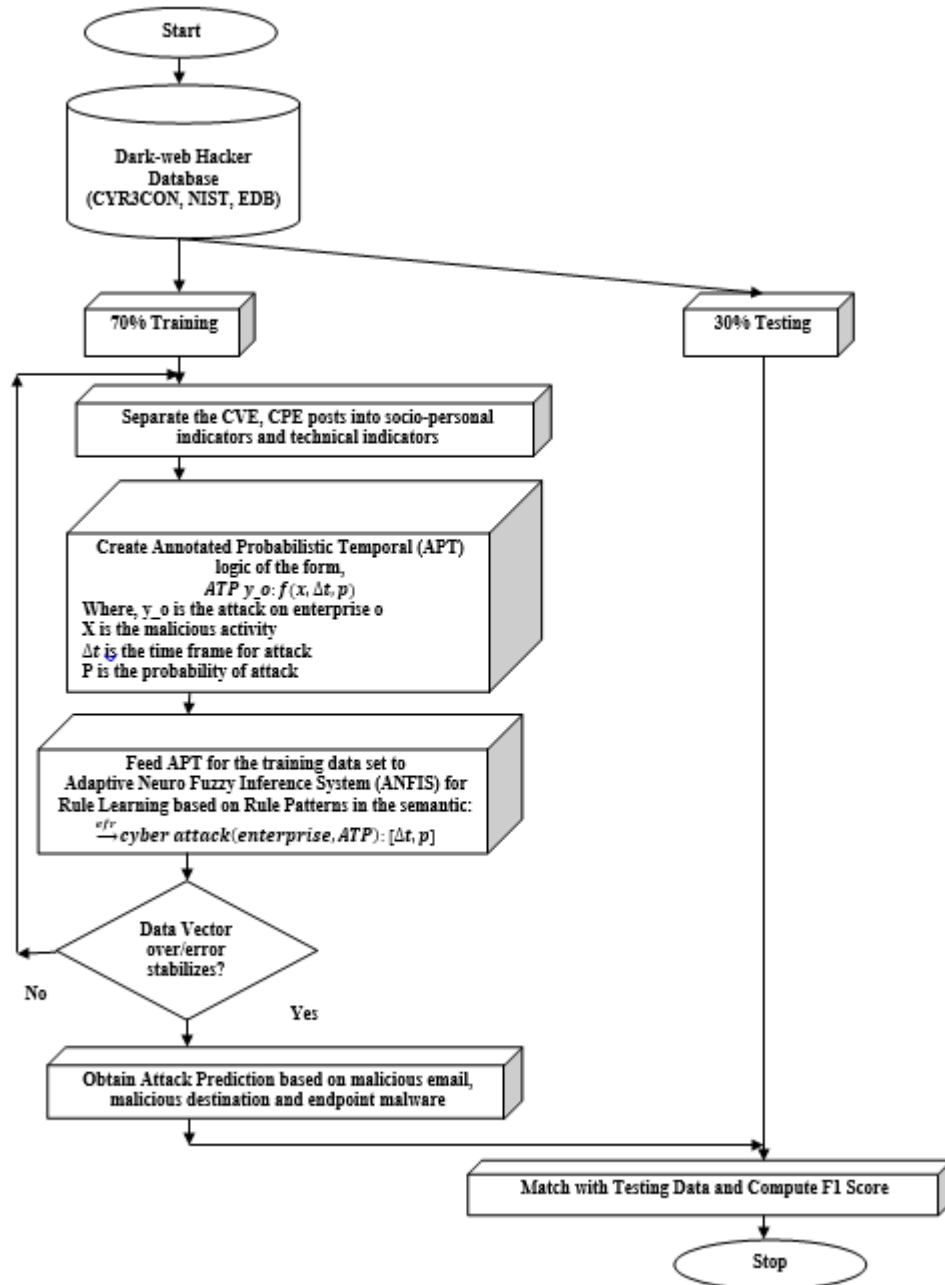 Start
Dark-web Hacker
Database
(CYR3CON, NIST, EDB)
70% Training
30% Testing
Separate the CVE, CPE posts into socio-personal
indicators and technical indicators
Create Annotated Probabilistic Temporal (APT)
logic of the form,
ATP y_o: f(x, Δt, p)
Where, y_o is the attack on enterprise o
X is the malicious activity
Δt is the time frame for attack
P is the probability of attack
Feed APT for the training data set to
Adaptive Neuro Fuzzy Inference System (ANFIS) for
Rule Learning based on Rule Patterns in the semantic:
efr
→ cyber attack(enterprise, ATP): [Δt, p]
Data Vector
over/error
stabilizes?
No
Yes
Obtain Attack Prediction based on malicious email,
malicious destination and endpoint malware
Match with Testing Data and Compute F1 Score
Stop